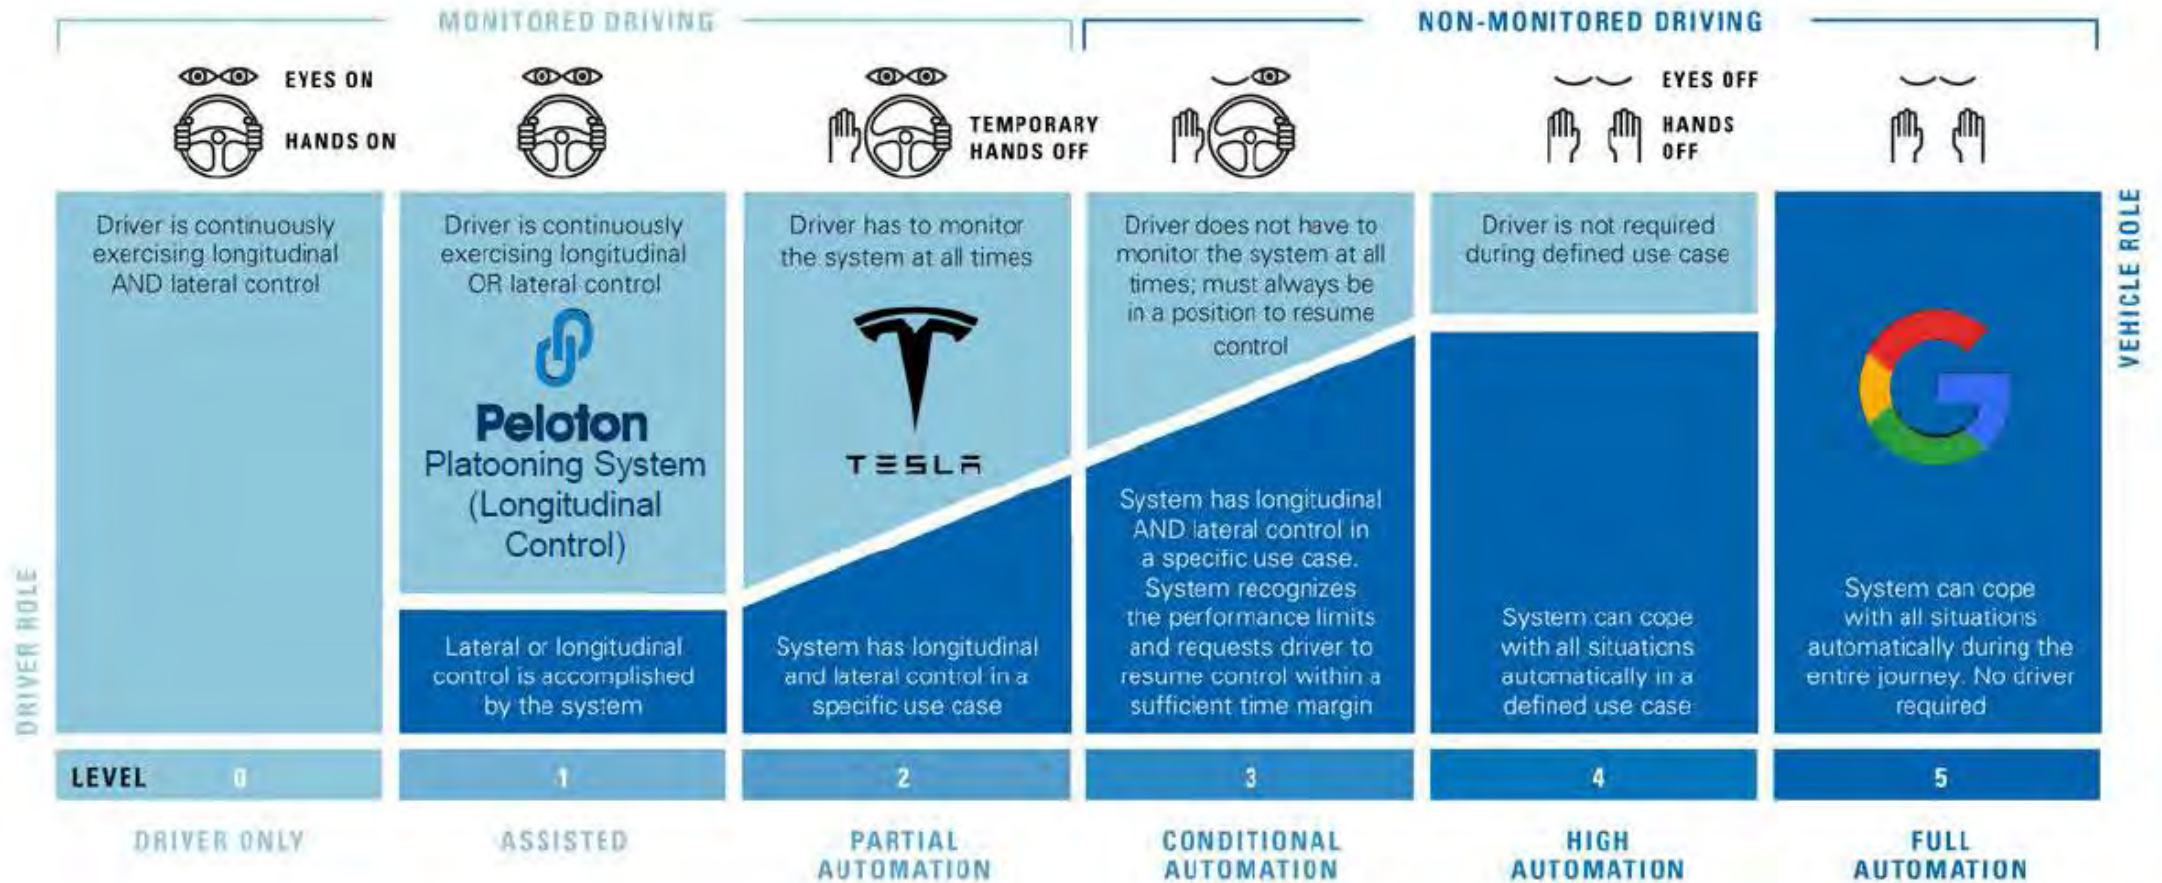 MONITORED DRIVING
NON-MONITORED DRIVING
EYES ON
HANDS ON
TEMPORARY
HANDS OFF
EYES OFF
HANDS
OFF
Driver is continuously
exercising longitudinal
AND lateral control
Driver is continuously
exercising longitudinal
OR lateral control
Peloton
Platooning System
(Longitudinal
Control)
Lateral or longitudinal
control is accomplished
by the system
Driver has to monitor
the system at all times
TESLA
System has longitudinal
and lateral control in a
specific use case
Driver does not have to
monitor the system at all
times; must always be
in a position to resume
control
System has longitudinal
AND lateral control in
a specific use case.
System recognizes
the performance limits
and requests driver to
resume control within a
sufficient time margin
Driver is not required
during defined use case
System can cope
with all situations
automatically in a
defined use case
G
System can cope
with all situations
automatically during the
entire journey. No driver
required
DRIVER ROLE
VEHICLE ROLE
LEVEL 0 1 2 3 4 5
DRIVER ONLY
ASSISTED
PARTIAL
AUTOMATION
CONDITIONAL
AUTOMATION
HIGH
AUTOMATION
FULL
AUTOMATION